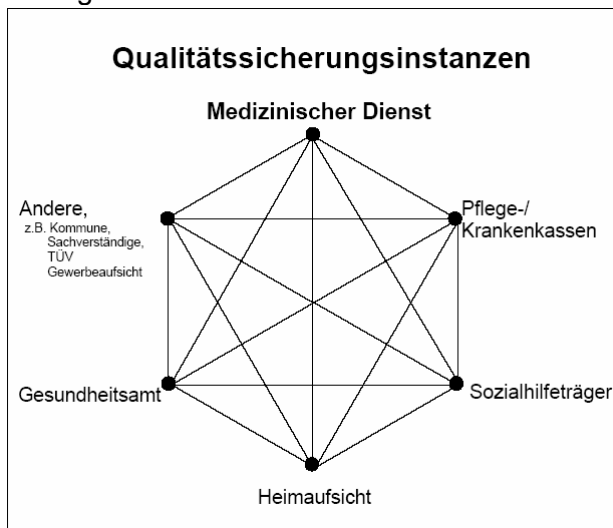 Qualitätssicherungsinstanzen
Medizinischer Dienst
Andere,
z.B. Kommune,
Sachverständige,
TÜV
Gewerbeaufsicht
Pflege-/
Krankenkassen
Gesundheitsamt
Sozialhilfeträger
Heimaufsicht